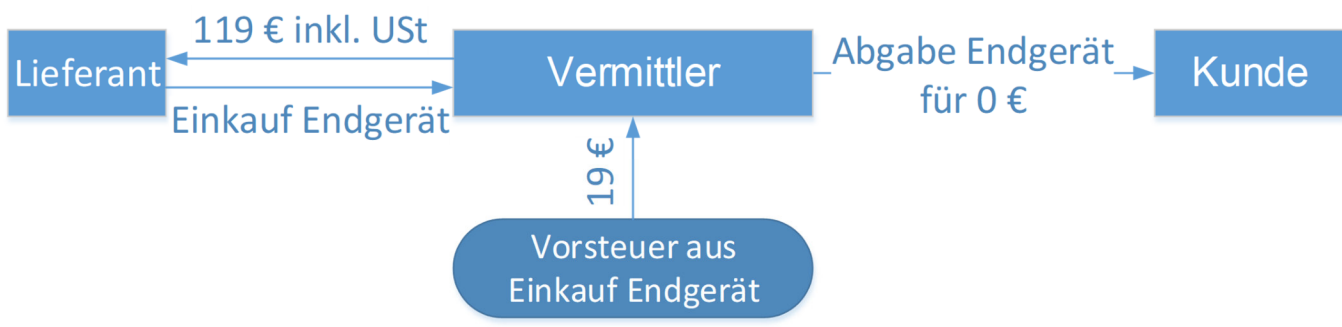 119 € inkl. USt
Lieferant
Vermittler
Abgabe Endgerät
für 0 €
Kunde
Einkauf Endgerät
19 €
Vorsteuer aus
Einkauf Endgerät